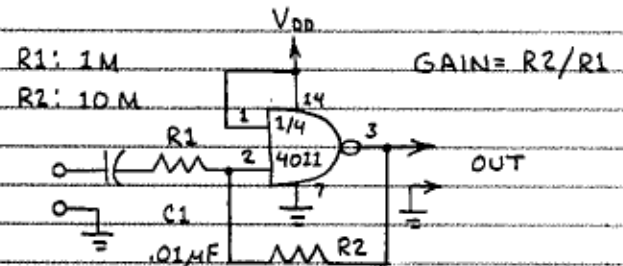 VDD
R1: 1M
GAIN= R2/R1
R2: 10 M
14
1
1/4
R1
3
2
4011
OUT
7
C1
.01µF
R2